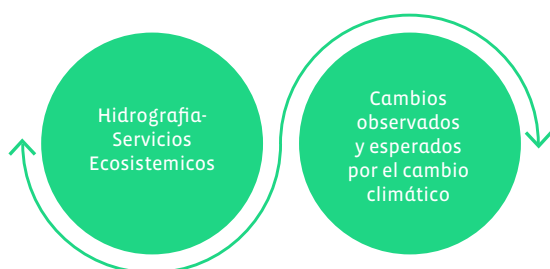 Hidrografia-
Servicios
Ecosistemicos
Cambios
observados
y esperados
por el cambio
climático